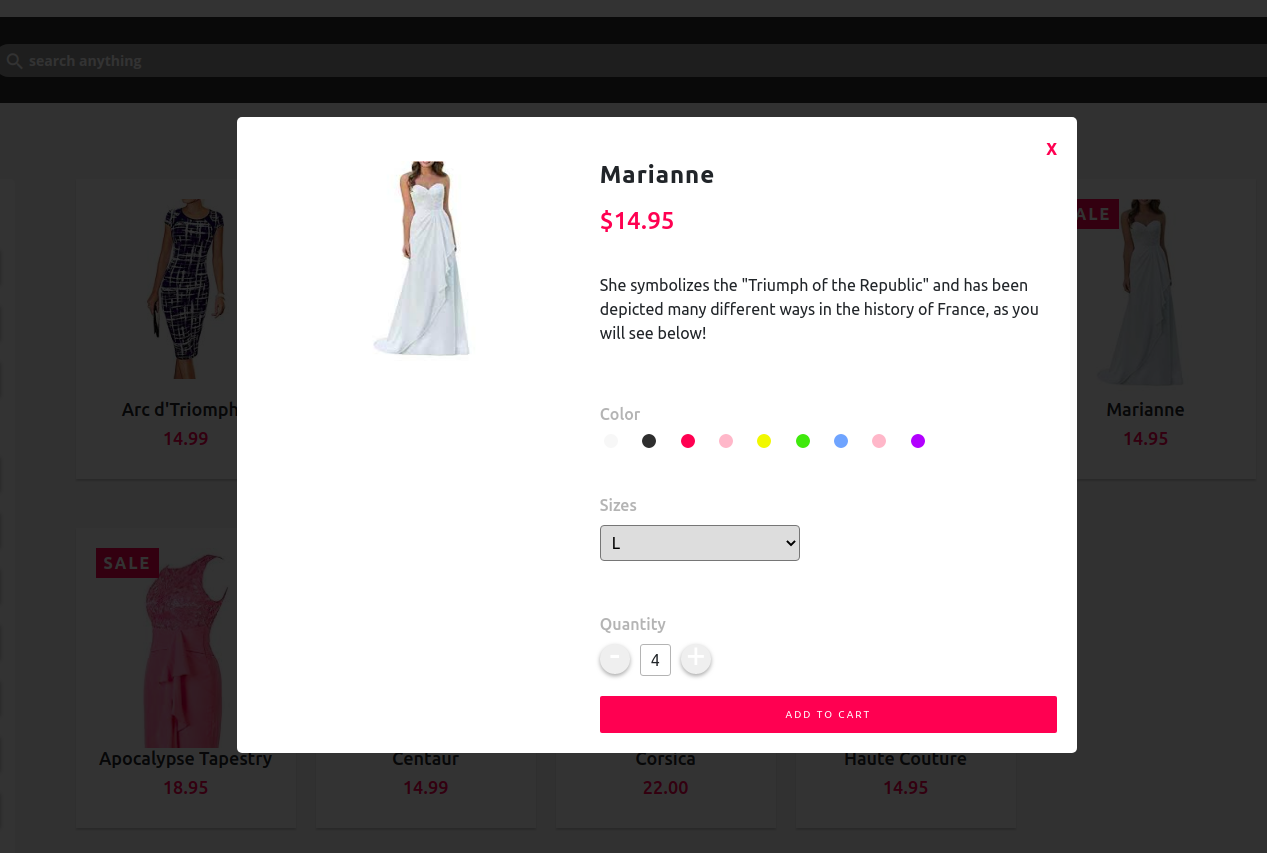 search anything
X
Marianne
$14.95
She symbolizes the "Triumph of the Republic" and has been
depicted many different ways in the history of France, as you
will see below!
Color
Sizes
L
Quantity
- 4 +
ADD TO CART
Arc d'Triomph
14.99
ALE
Marianne
14.95
SALE
Apocalypse Tapestry
18.95
Centaur
14.99
Corsica
22.00
Haute Couture
14.95